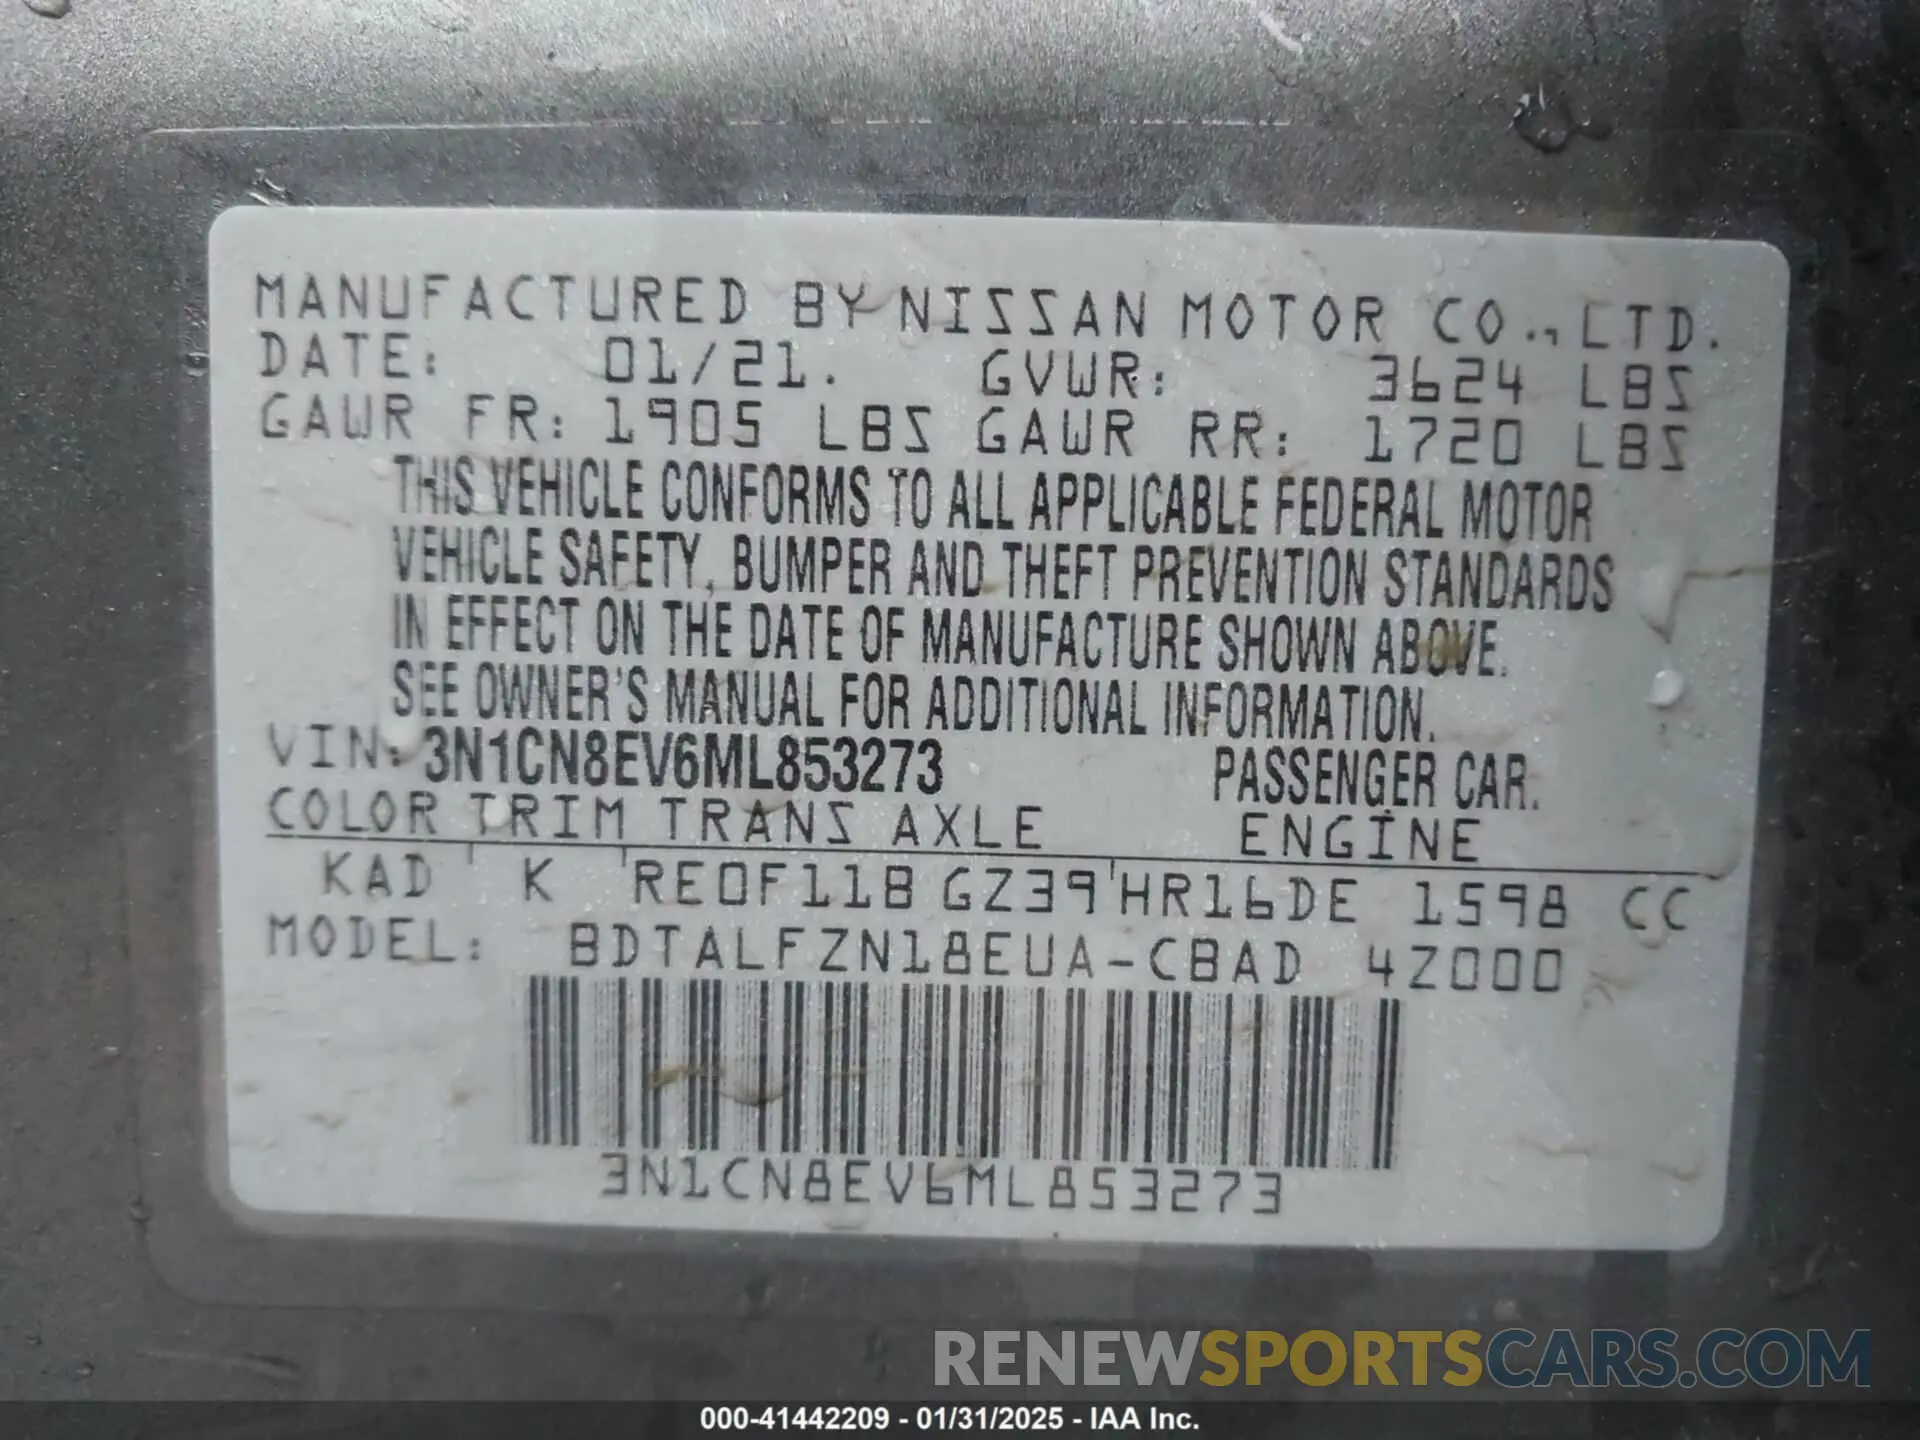 MANUFACTURED BY NISSAN MOTOR CO., LTD.
DATE: 01/21. GVWR: 3624 LBS
GAWR FR: 1905 LBS GAWR RR: 1720 LBS
THIS VEHICLE CONFORMS TO ALL APPLICABLE FEDERAL MOTOR
VEHICLE SAFETY, BUMPER AND THEFT PREVENTION STANDARDS
IN EFFECT ON THE DATE OF MANUFACTURE SHOWN ABOVE.
SEE OWNER'S MANUAL FOR ADDITIONAL INFORMATION.
VIN: 3N1CN8EV6ML853273 PASSENGER CAR.
COLOR TRIM TRANS AXLE ENGINE
KAD K RE0F11B GZ39 HR16DE 1598 CC
MODEL: BDTALFZN18EUA-CBAD 4Z000
3N1CN8EV6ML853273
RENEWSPORTSCARS.COM
000-41442209 - 01/31/2025 - IAA Inc.